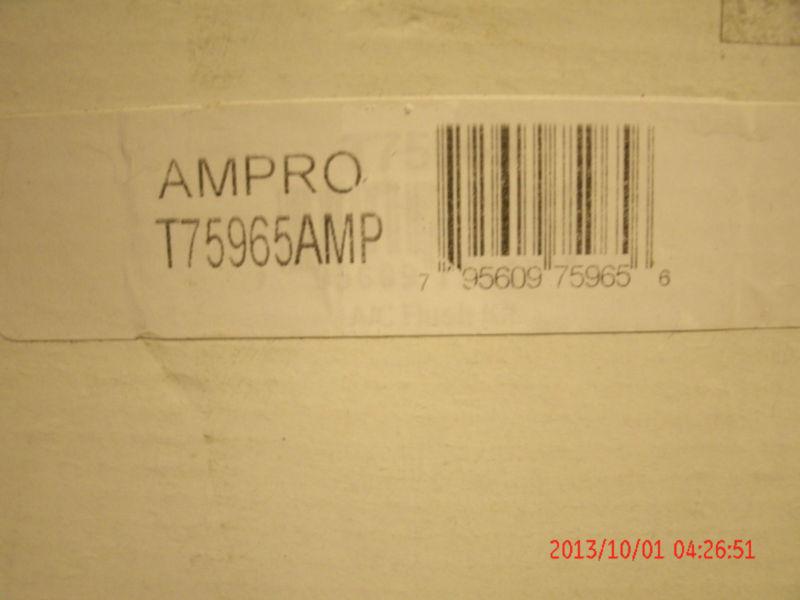 AMPRO
T75965AMP
7 95609 75965 6
A/C Flush Kit
2013/10/01 04:26:51